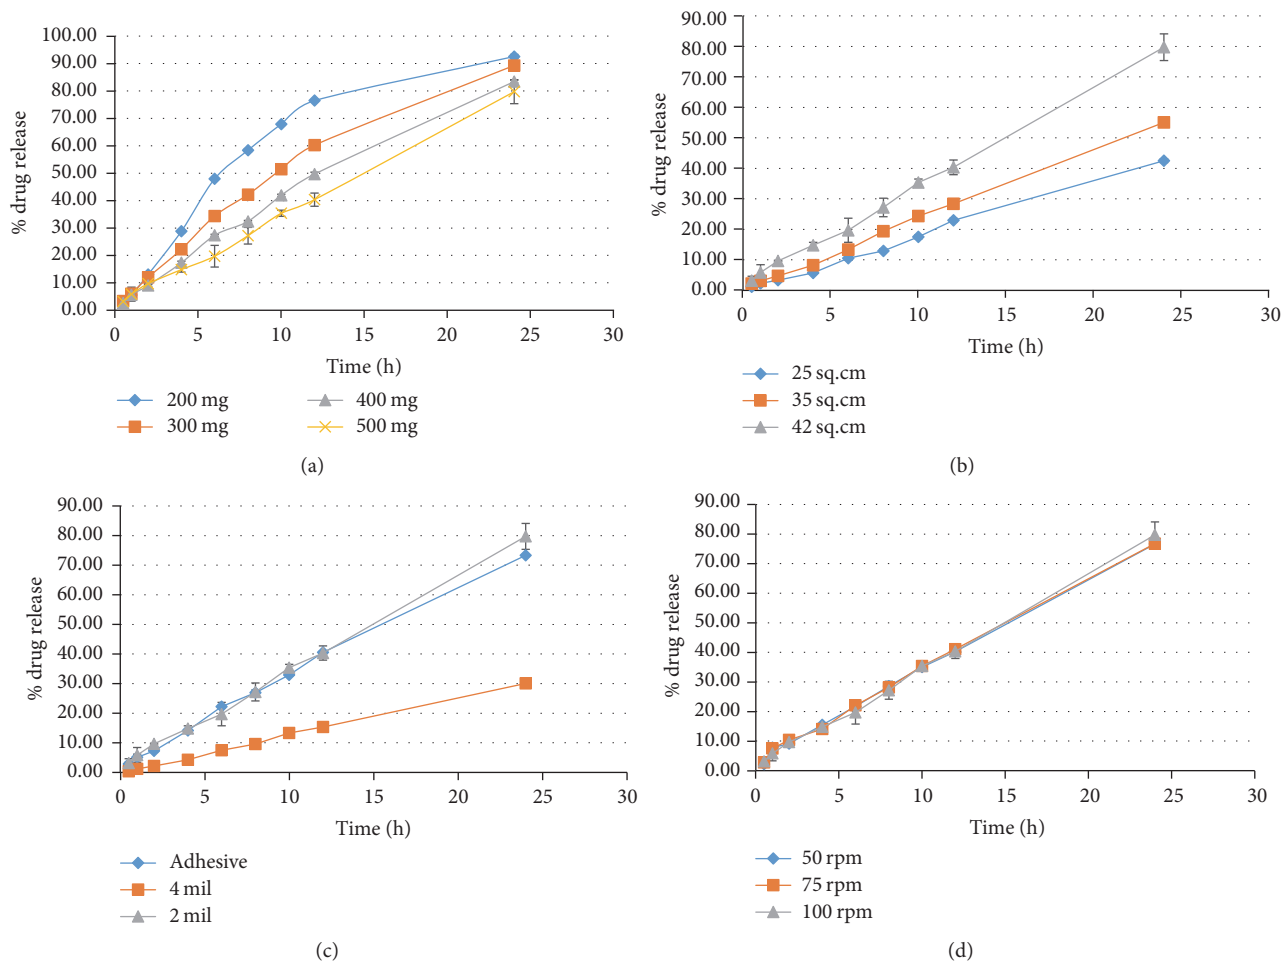 100.00
90.00
80.00
70.00
60.00
50.00
40.00
30.00
20.00
10.00
0.00
% drug release
0 5 10 15 20 25 30
Time (h)
200 mg 400 mg
300 mg 500 mg
(a)
90.00
80.00
70.00
60.00
50.00
40.00
30.00
20.00
10.00
0.00
% drug release
0 5 10 15 20 25 30
Time (h)
25 sq.cm
35 sq.cm
42 sq.cm
(b)
90.00
80.00
70.00
60.00
50.00
40.00
30.00
20.00
10.00
0.00
% drug release
0 5 10 15 20 25 30
Time (h)
Adhesive
4 mil
2 mil
(c)
90.00
80.00
70.00
60.00
50.00
40.00
30.00
20.00
10.00
0.00
% drug release
0 5 10 15 20 25 30
Time (h)
50 rpm
75 rpm
100 rpm
(d)